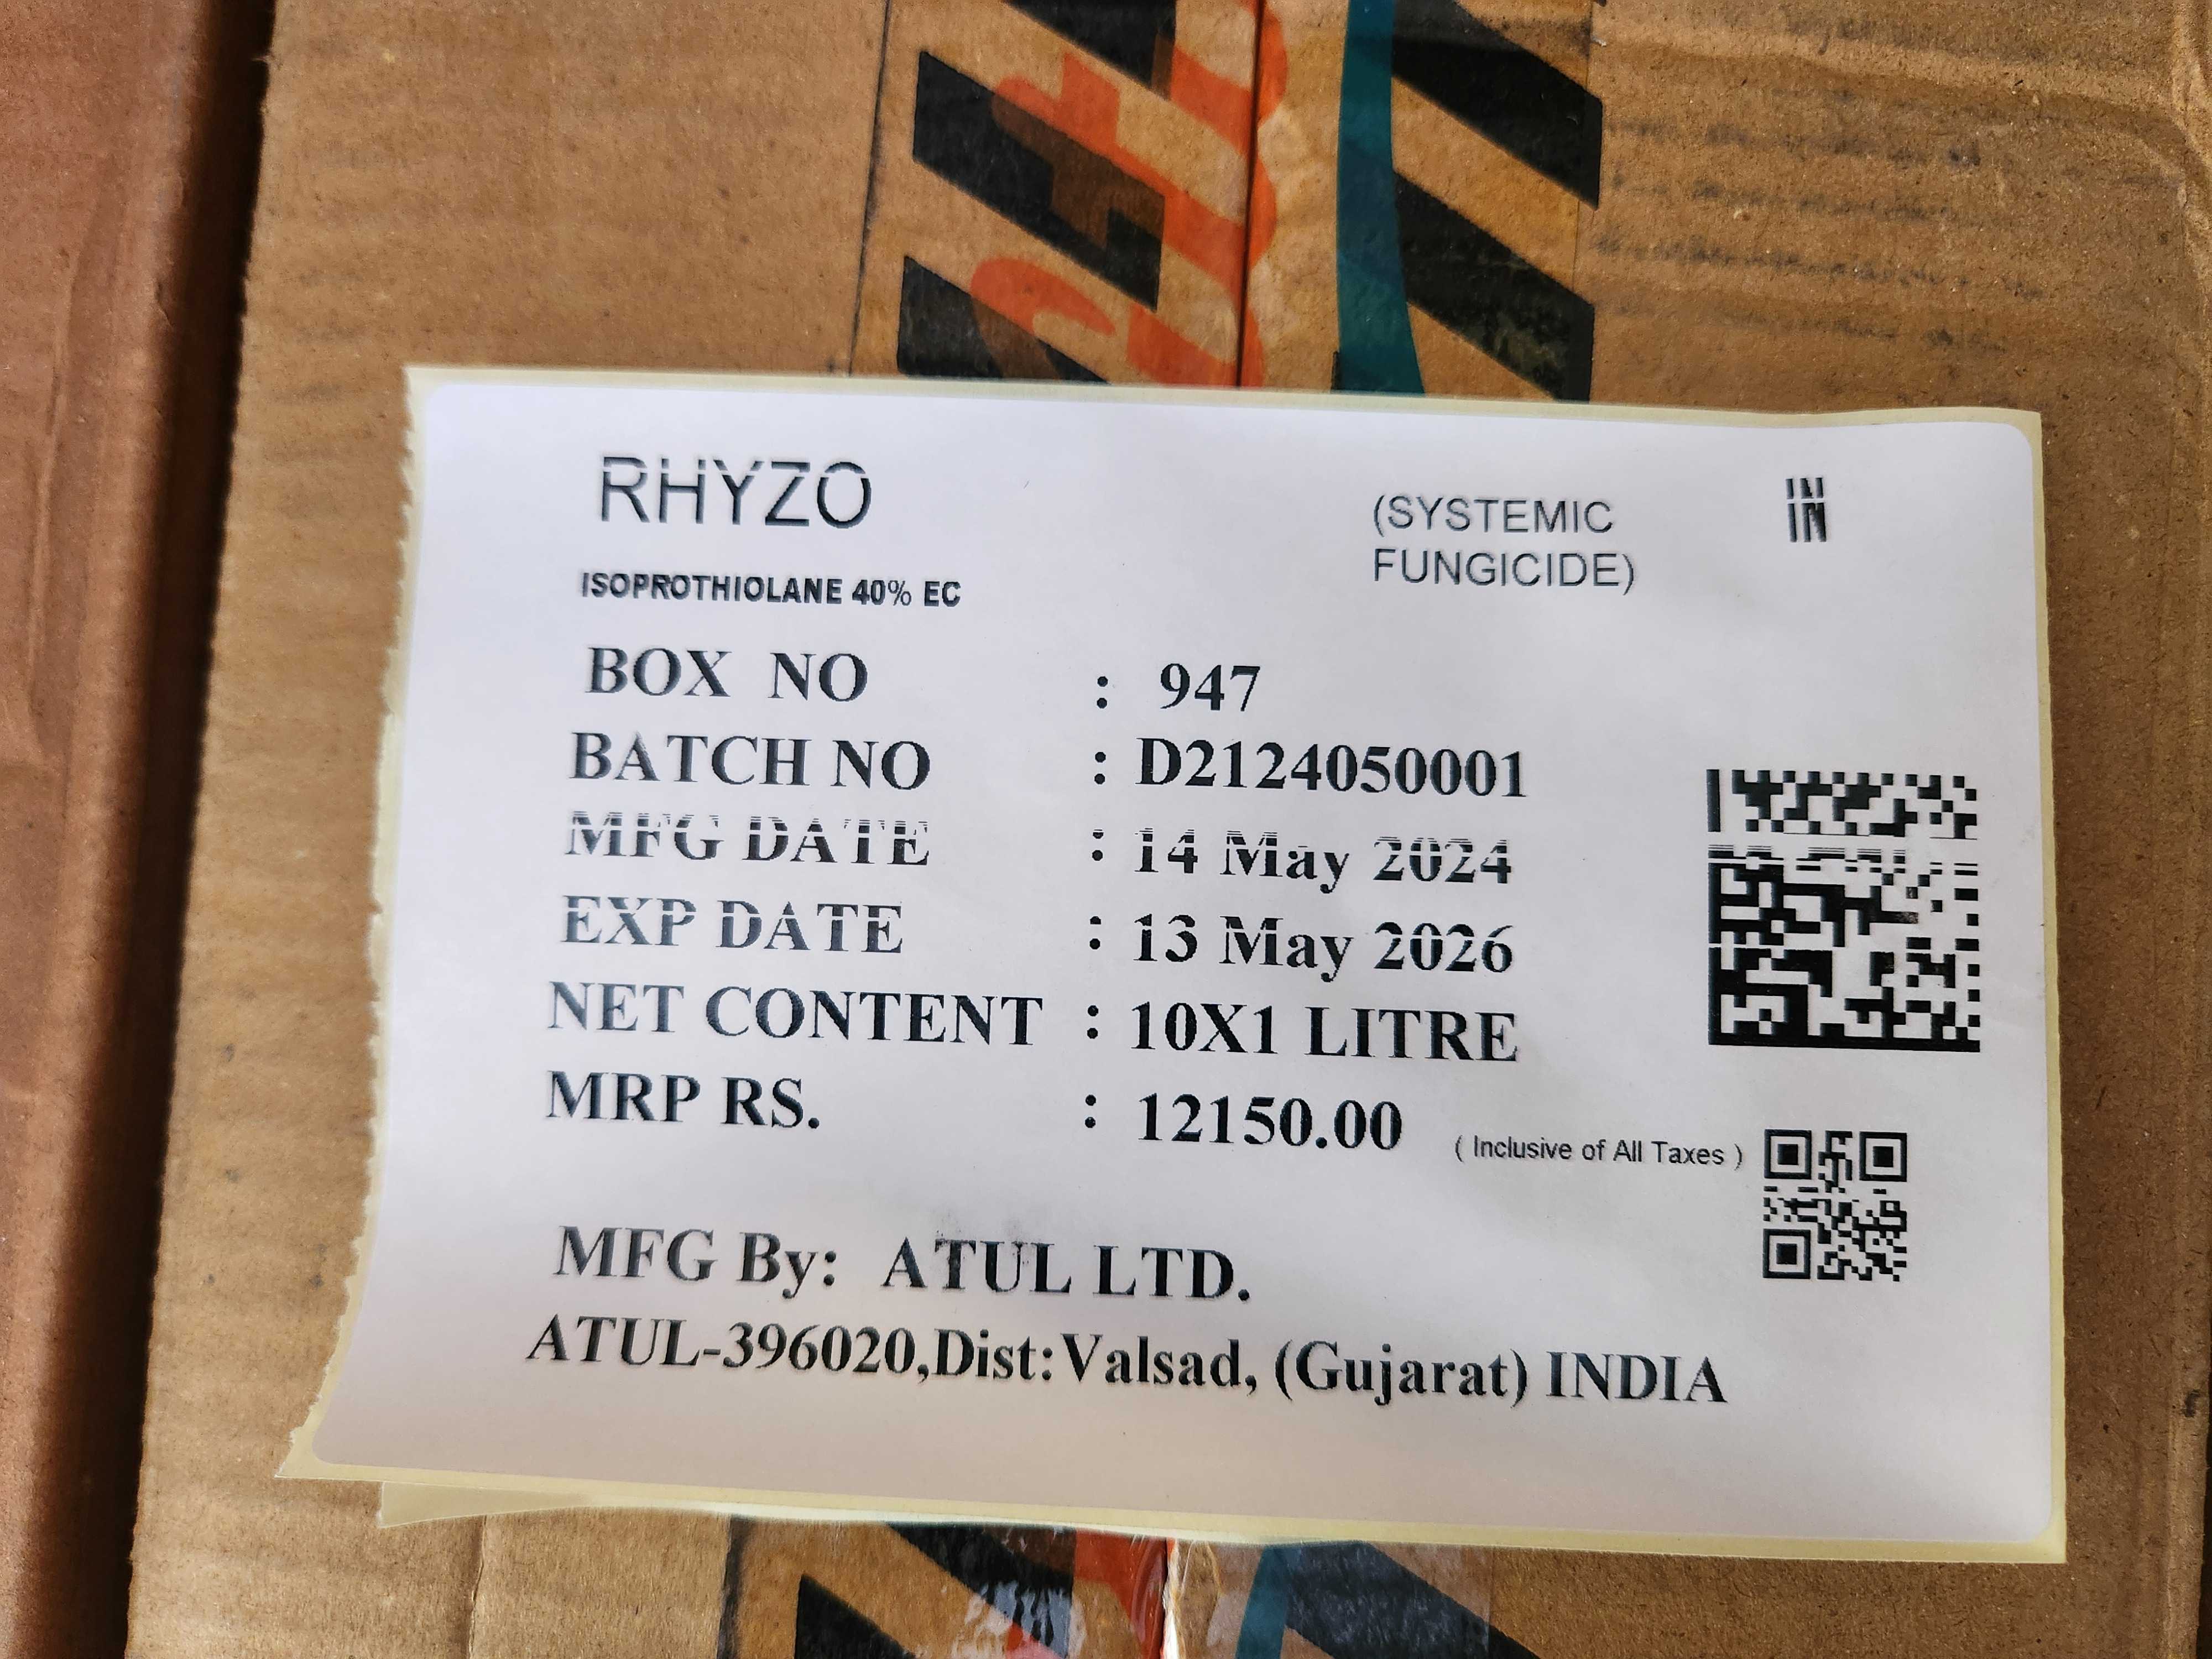 RHYZO
(SYSTEMIC
FUNGICIDE)
IN
IN
ISOPROTHIOLANE 40% EC
BOX NO : 947
BATCH NO : D2124050001
MFG DATE : 14 May 2024
EXP DATE : 13 May 2026
NET CONTENT : 10X1 LITRE
MRP RS. : 12150.00 ( Inclusive of All Taxes )
MFG By: ATUL LTD.
ATUL-396020,Dist:Valsad, (Gujarat) INDIA